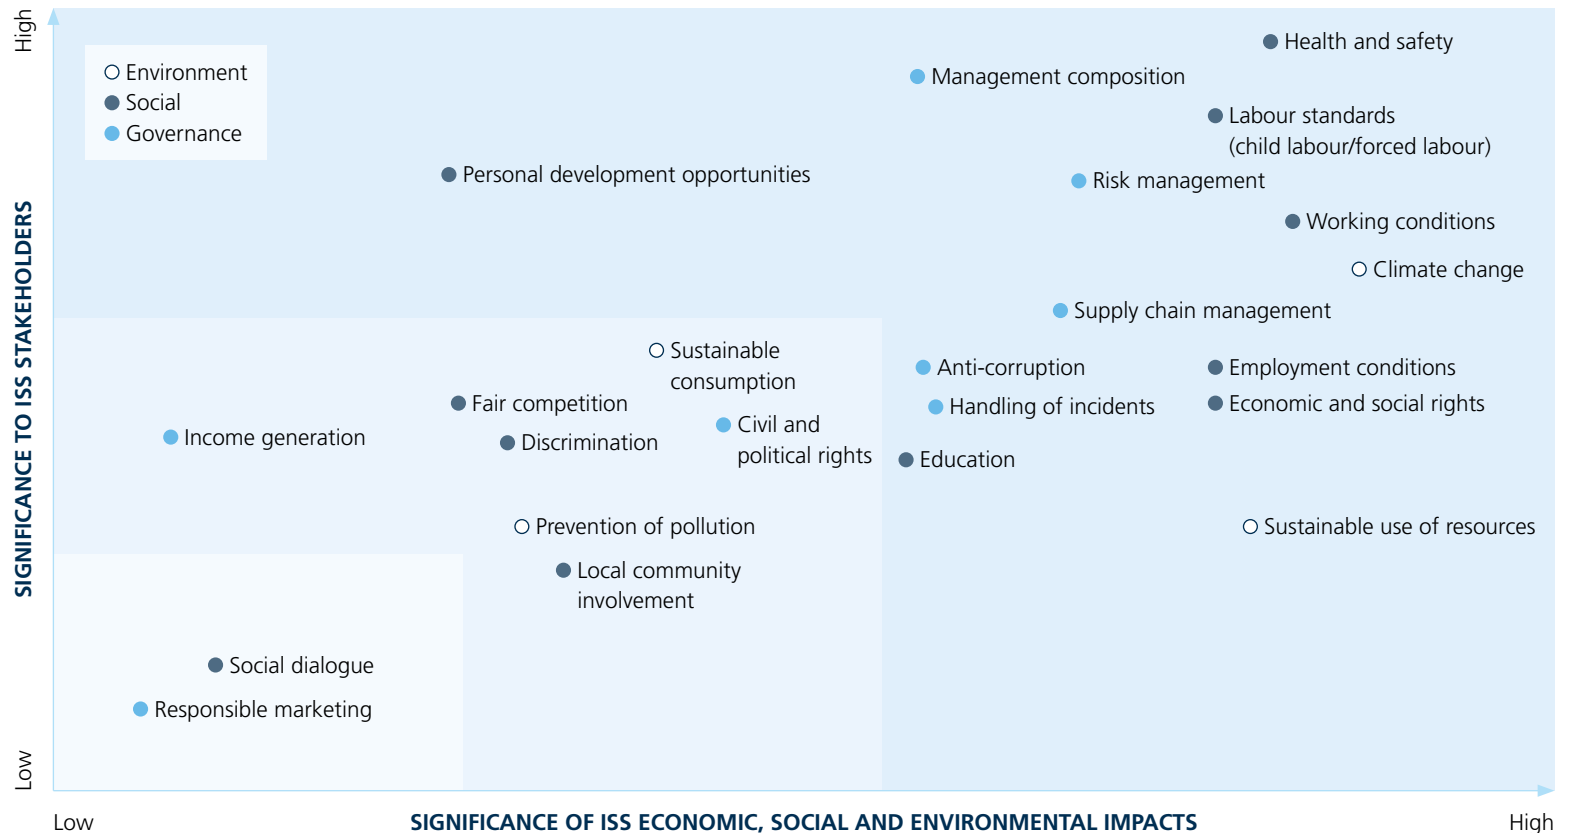 High
Environment
Social
Governance
Health and safety
Management composition
Labour standards
(child labour/forced labour)
Personal development opportunities
Risk management
Working conditions
Climate change
Supply chain management
Sustainable
consumption
Anti-corruption
Employment conditions
Fair competition
Handling of incidents
Economic and social rights
Income generation
Discrimination
Civil and
political rights
Education
Prevention of pollution
Sustainable use of resources
Local community
involvement
Social dialogue
Responsible marketing
SIGNIFICANCE TO ISS STAKEHOLDERS
Low
Low
SIGNIFICANCE OF ISS ECONOMIC, SOCIAL AND ENVIRONMENTAL IMPACTS
High